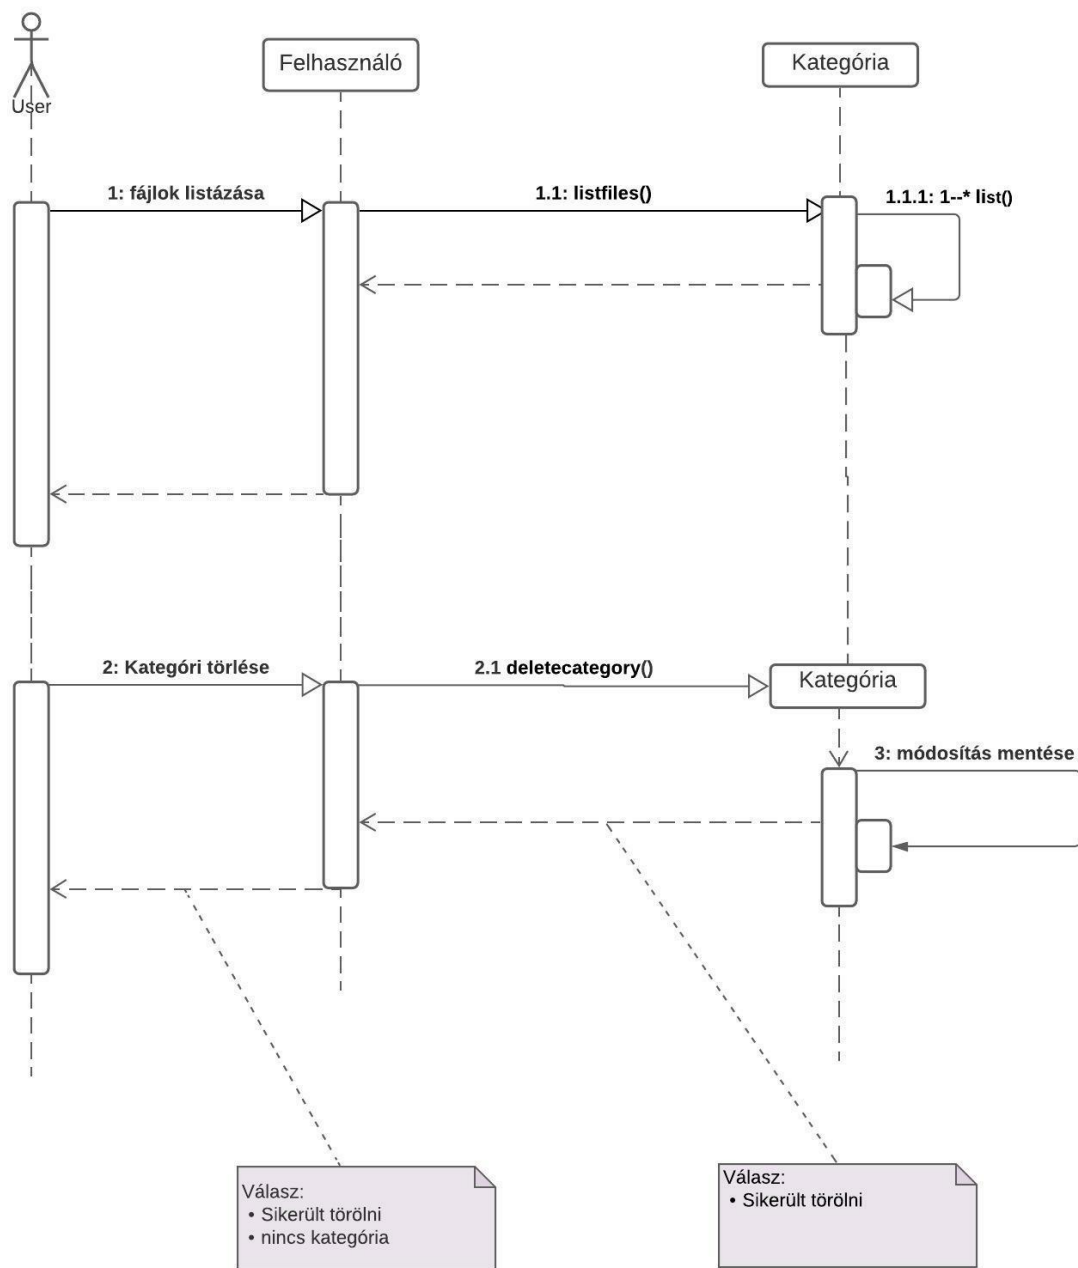 User
Felhasználó
Kategória
1: fájlok listázása
1.1: listfiles()
1.1.1: 1--* list()
2: Kategóri törlése
2.1 deletecategory()
Kategória
3: módosítás mentése
Válasz:
• Sikerült törölni
• nincs kategória
Válasz:
• Sikerült törölni